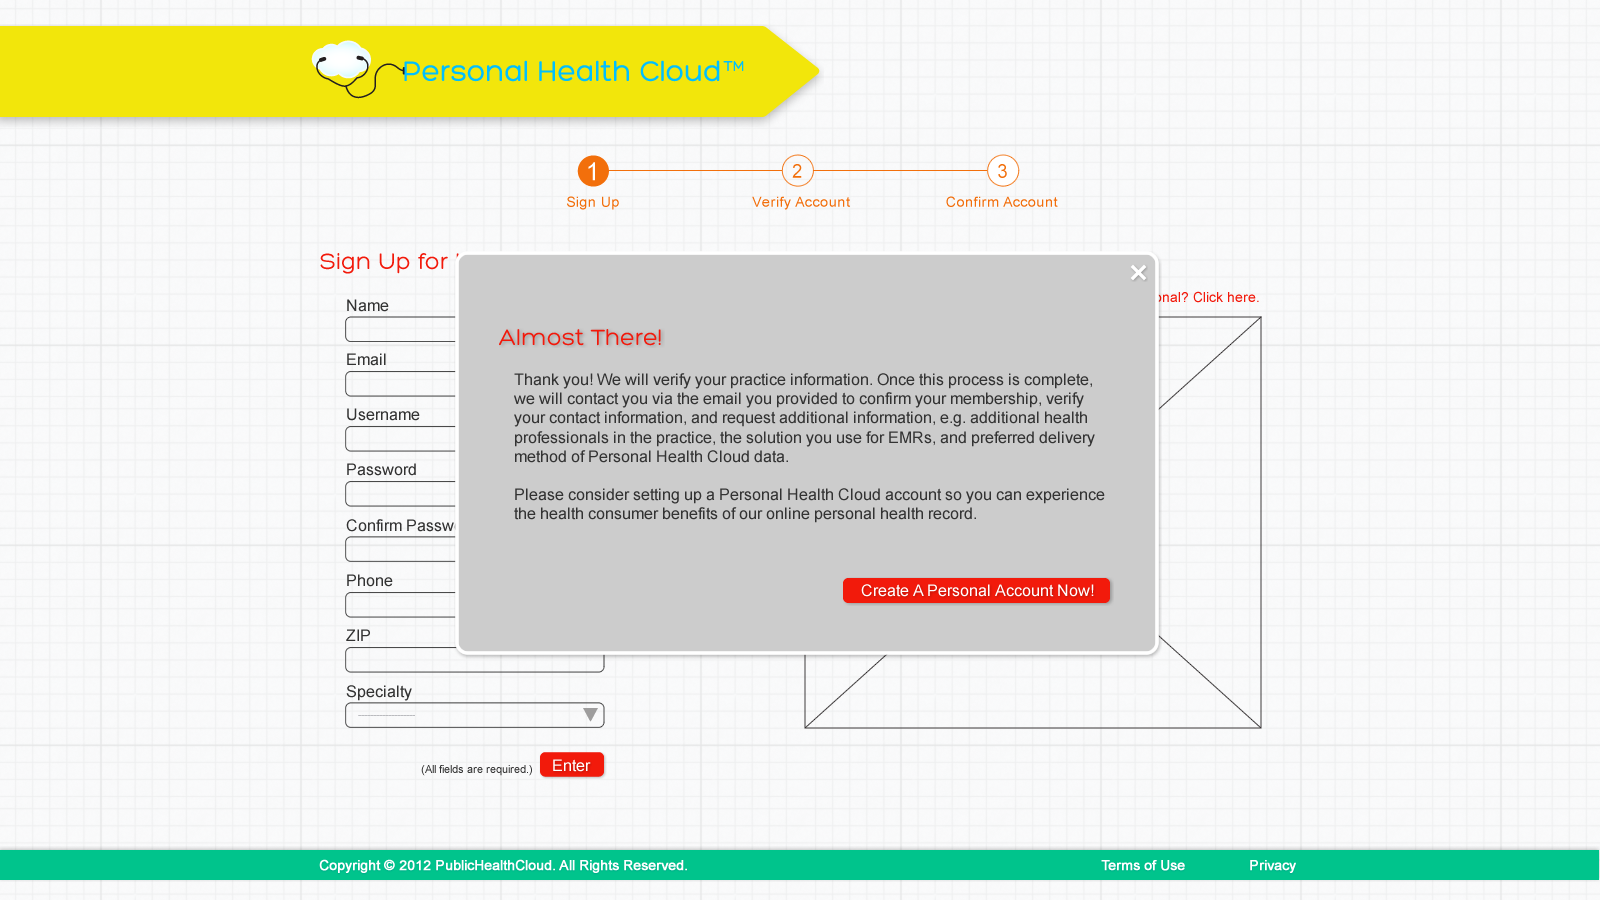 Personal Health Cloud™
1
2
3
Sign Up
Verify Account
Confirm Account
Sign Up for
Click here.
Name
Email
Username
Password
Confirm
Phone
ZIP
Specialty
Almost There!
Thank you! We will verify your practice information. Once this process is complete,
we will contact you via the email you provided to confirm your membership, verify
your contact information, and request additional information, e.g. additional health
professionals in the practice, the solution you use for EMRs, and preferred delivery
method of Personal Health Cloud data.
Please consider setting up a Personal Health Cloud account so you can experience
the health consumer benefits of our online personal health record.
Create A Personal Account Now!
(All fields are required.)
Enter
Copyright © 2012 PublicHealthCloud. All Rights Reserved.
Terms of Use
Privacy